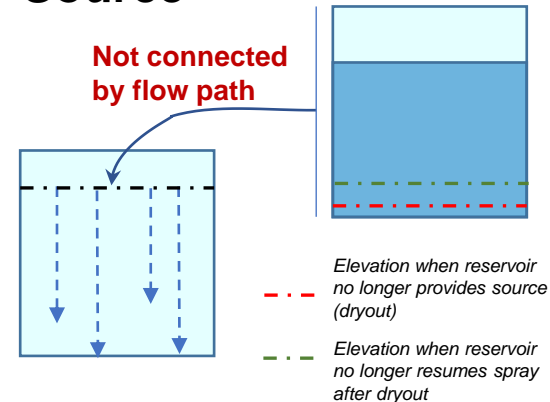 Source
Not connected
by flow path
Elevation when reservoir
no longer provides source
(dryout)
Elevation when reservoir
no longer resumes spray
after dryout